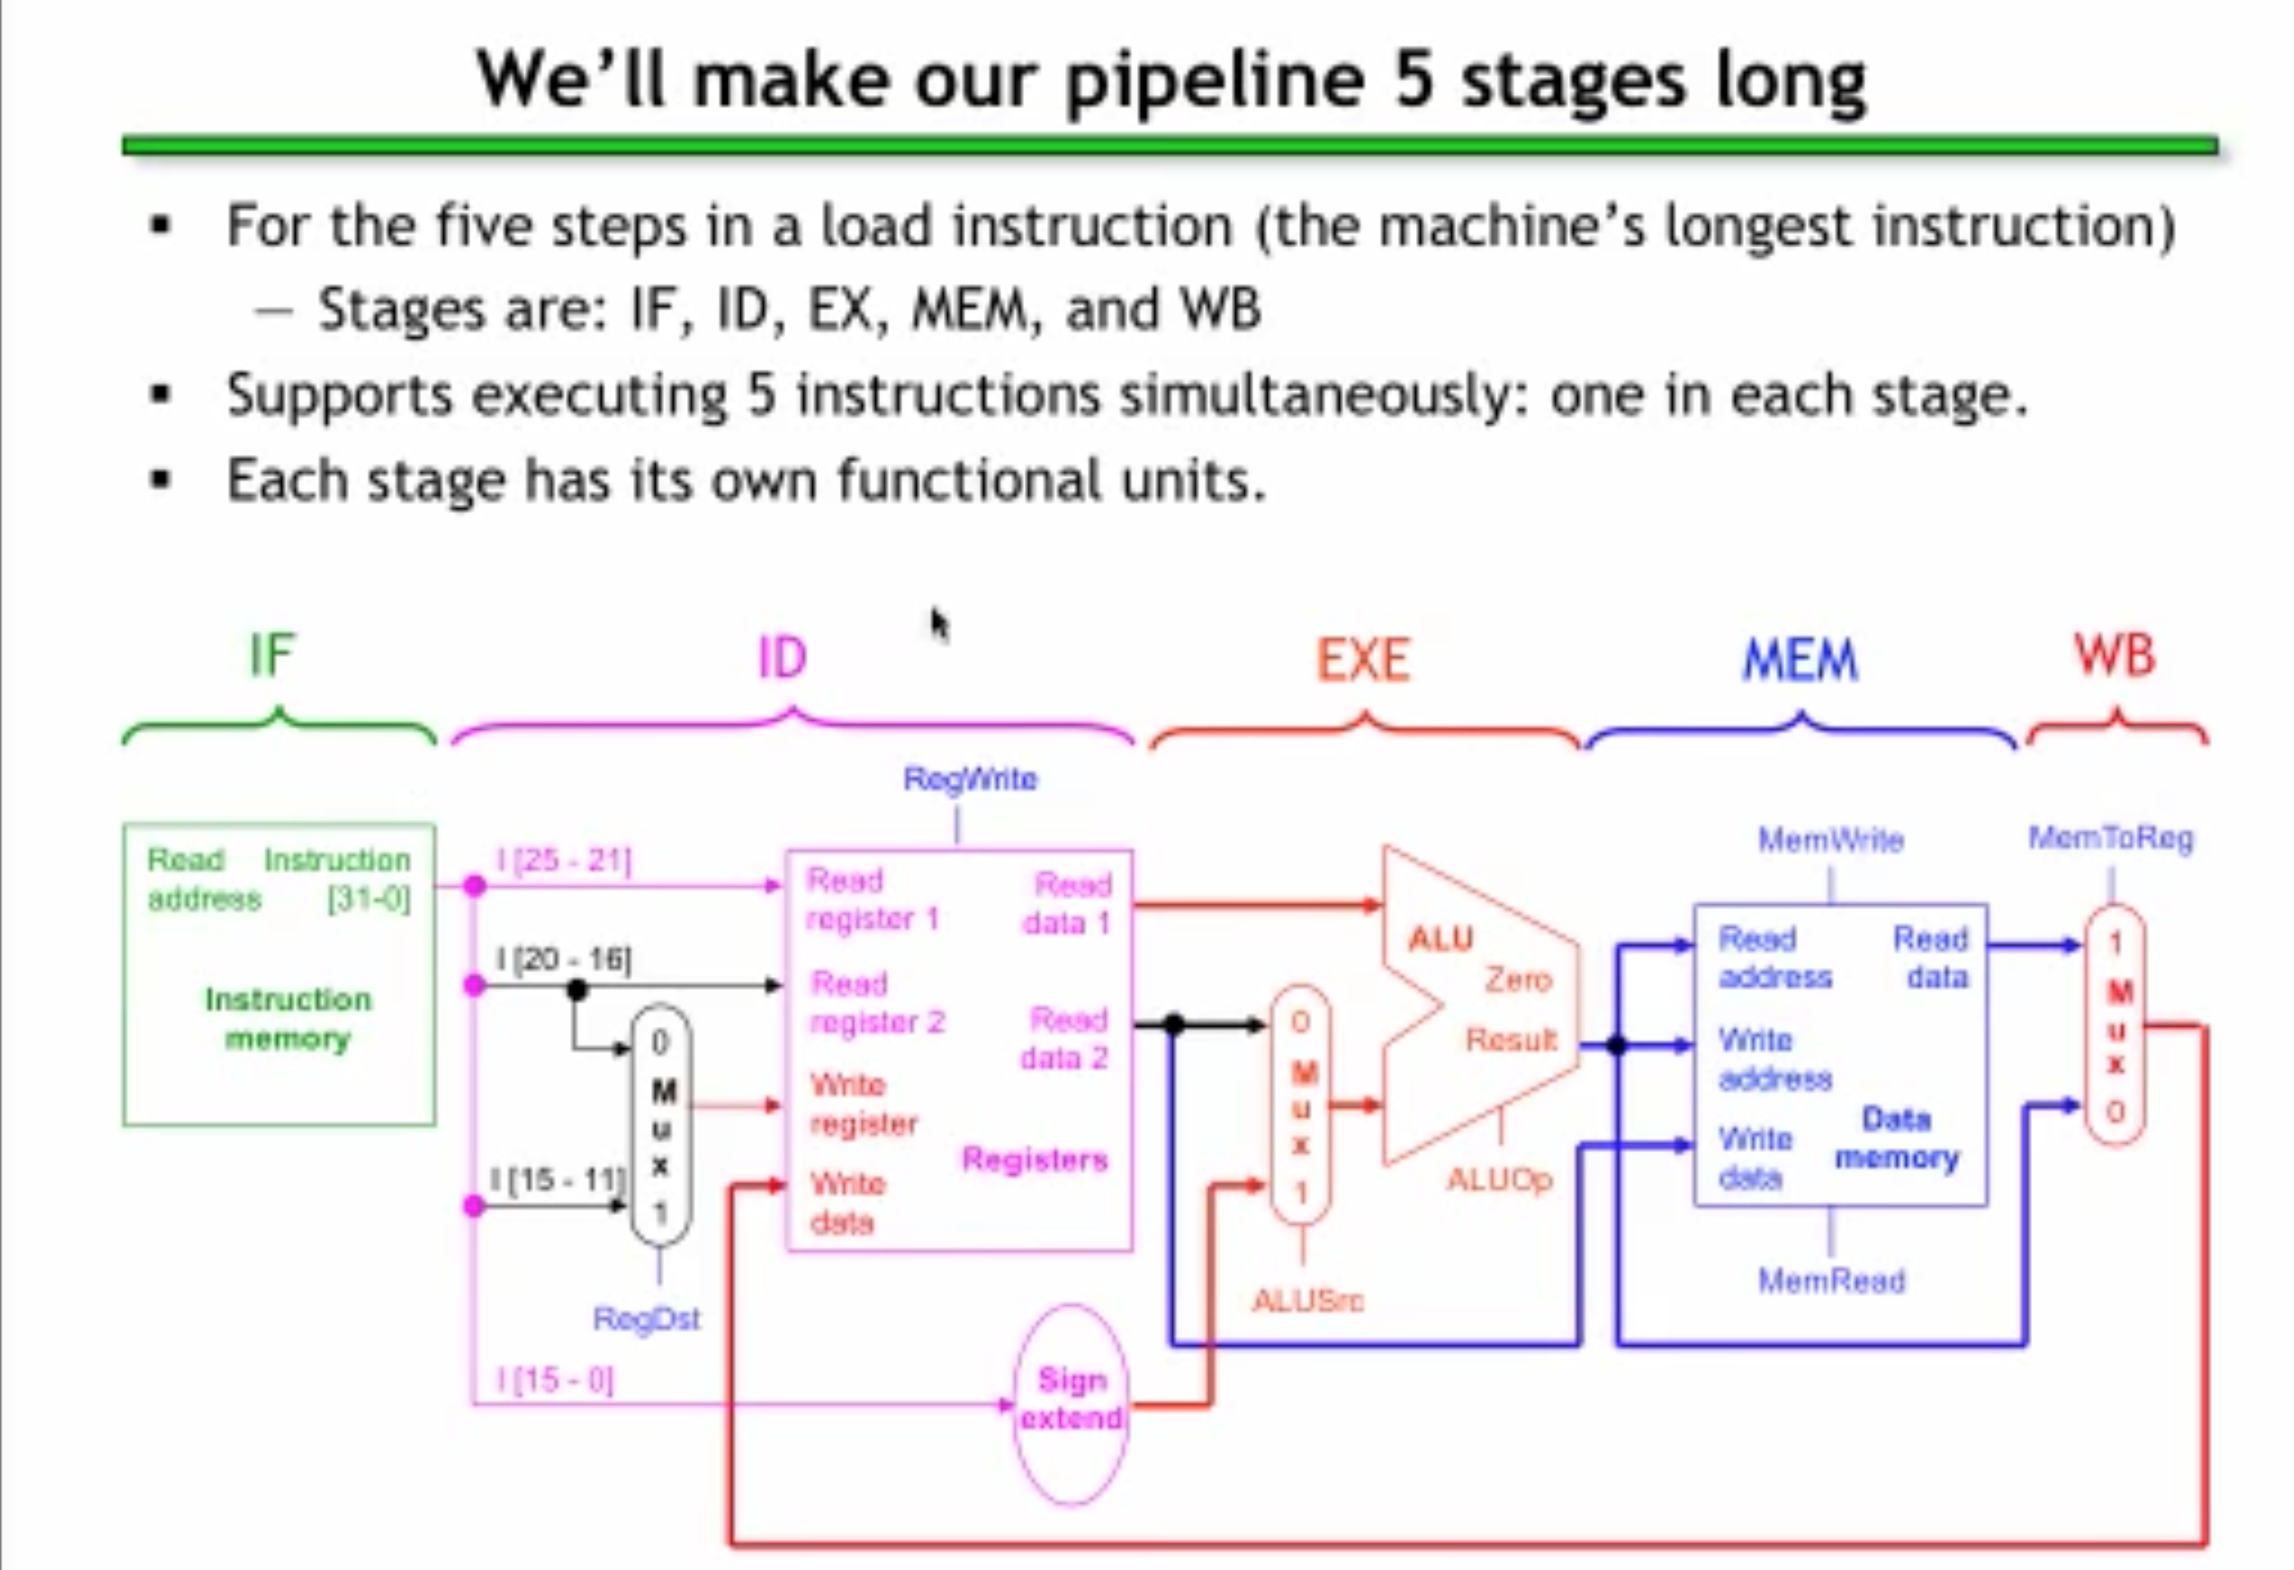 We'll make our pipeline 5 stages long
▪ For the five steps in a load instruction (the machine's longest instruction)
— Stages are: IF, ID, EX, MEM, and WB
▪ Supports executing 5 instructions simultaneously: one in each stage.
▪ Each stage has its own functional units.
IF
ID
EXE
MEM
WB
Read address
Instruction [31-0]
Instruction
memory
I [25 - 21]
I [20 - 16]
I [15 - 11]
I [15 - 0]
0
M
u
x
1
RegDst
RegWrite
Read
register 1
Read
register 2
Write
register
Write
data
Read
data 1
Read
data 2
Registers
Sign
extend
0
M
u
x
1
ALUSrc
ALU
Zero
Result
ALUOp
MemWrite
Read
address
Write
address
Write
data
Read
data
Data
memory
MemRead
MemToReg
1
M
u
x
0